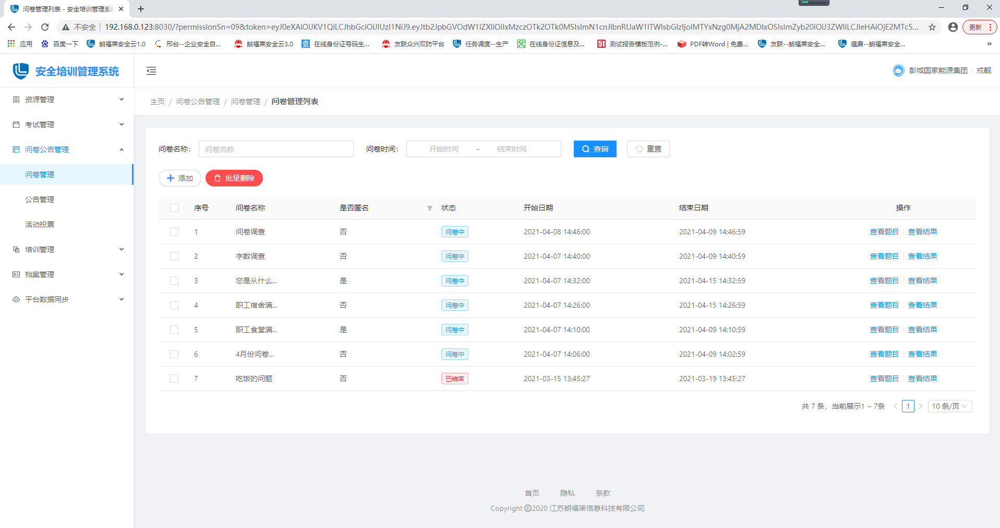 问卷管理列表 - 安全培训管理系
不安全 192.168.0.123:8030/?permissionSn=09&token=eyJ0eXAiOiJKV1QiLCJhbGciOiJIUzI1NiJ9.eyJtb2JpbGVOdW1iZXIiOiIxMzczOTk2OTk0MSIsImN1cnJlbnRUaW1lTWlsbGlzIjoiMTYxNzg0MjA2MDIxOSIsImZyb20iOiJ3ZWIiLCJleHAiOjE2MTc5...
更新
应用 百度一下 朗福莱安全云1.0 邢台--企业安全自... 朗福莱安全云3.0 在线身份证号码生... 友联众兴双防平台 任务调度--生产 在线身份证信息及... 测试报告模板范例-... PDF转Word | 免费... 友联--朗福莱安全... 蕴鼎--朗福莱安全... »
安全培训管理系统
彭城国家能源集团 戎靓
资源管理
考试管理
问卷公告管理
问卷管理
公告管理
活动投票
培训管理
档案管理
平台数据同步
主页 / 问卷公告管理 / 问卷管理 / 问卷管理列表
问卷名称: 问卷名称 问卷时间: 开始时间 ~ 结束时间 查询 重置
添加 批量删除
序号 问卷名称 是否匿名 状态 开始日期 结束日期 操作
1 问卷调查 否 问卷中 2021-04-08 14:46:00 2021-04-09 14:46:59 查看题目 查看结果
2 字数调查 否 问卷中 2021-04-07 14:40:00 2021-04-09 14:40:59 查看题目 查看结果
3 您是从什么... 是 问卷中 2021-04-07 14:32:00 2021-04-15 14:32:59 查看题目 查看结果
4 职工宿舍满... 否 问卷中 2021-04-07 14:26:00 2021-04-15 14:26:59 查看题目 查看结果
5 职工食堂满... 是 问卷中 2021-04-07 14:10:00 2021-04-09 14:10:59 查看题目 查看结果
6 4月份问卷... 否 问卷中 2021-04-07 14:06:00 2021-04-09 14:02:59 查看题目 查看结果
7 吃饭的问题 否 已结束 2021-03-15 13:45:27 2021-03-19 13:45:27 查看题目 查看结果
共 7 条，当前展示1 ~ 7条 < 1 > 10 条/页
首页 隐私 条款
Copyright ©2020 江苏朗福莱信息科技有限公司